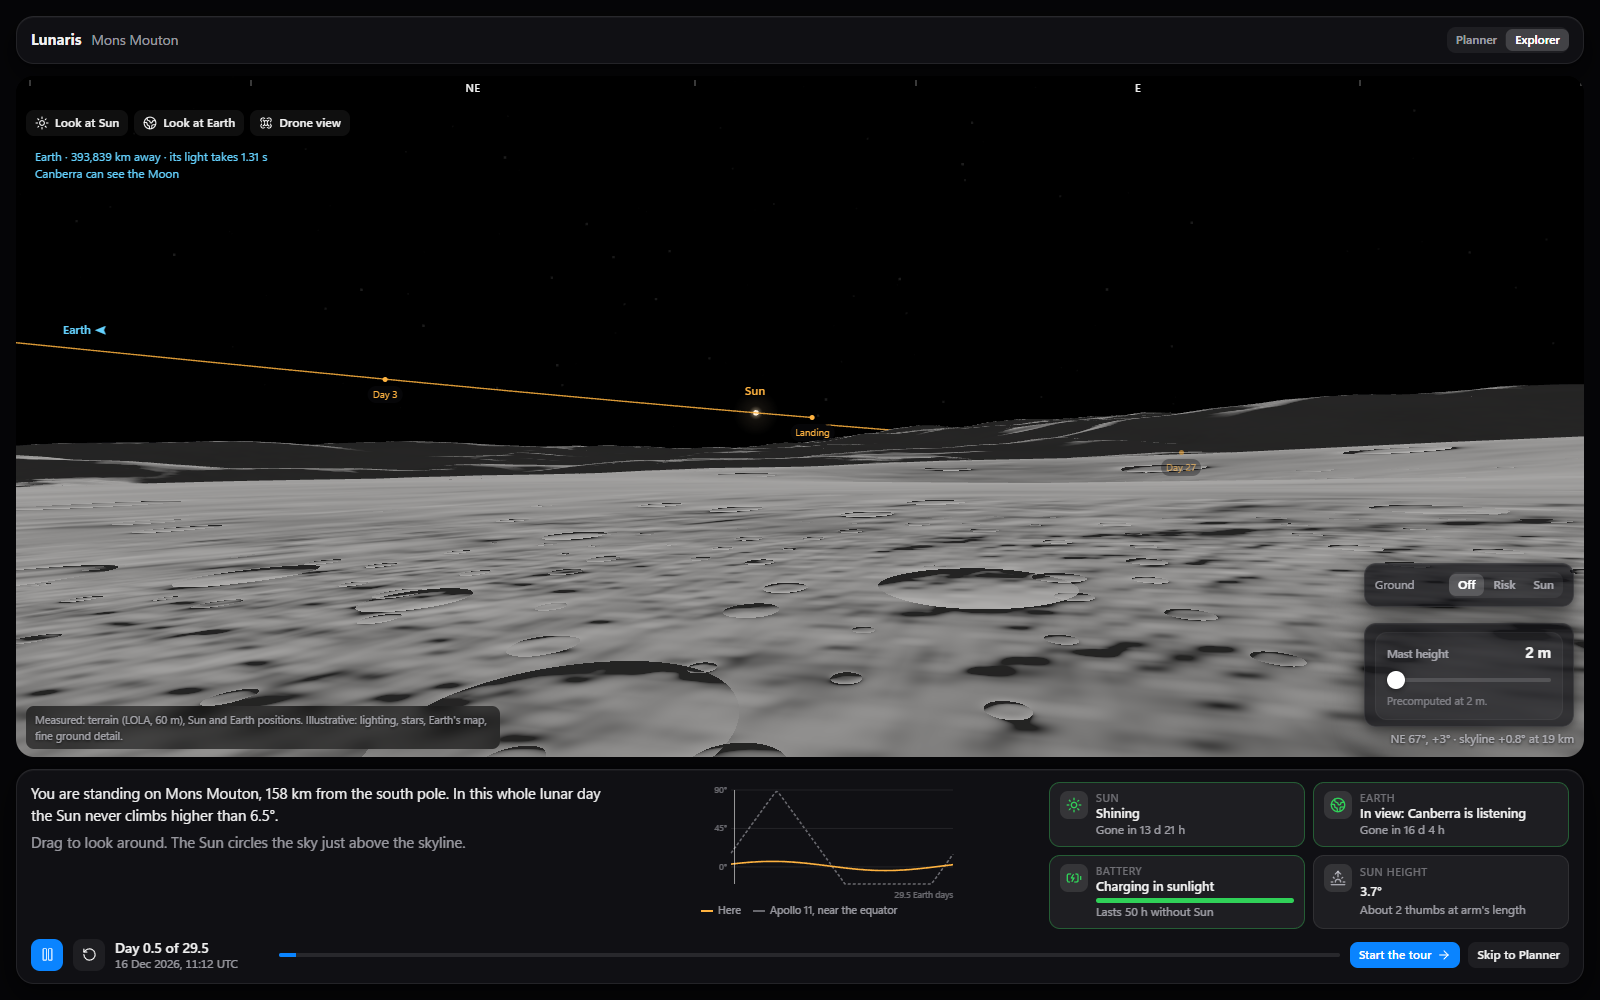 Lunaris Mons Mouton
Planner Explorer
NE E
Look at Sun Look at Earth Drone view
Earth · 393,839 km away · its light takes 1.31 s
Canberra can see the Moon
Earth
Day 3
Sun
Landing
Day 27
Ground Off Risk Sun
Mast height 2 m
Precomputed at 2 m.
Measured: terrain (LOLA, 60 m), Sun and Earth positions. Illustrative: lighting, stars, Earth's map,
fine ground detail.
NE 67°, +3° · skyline +0.8° at 19 km
You are standing on Mons Mouton, 158 km from the south pole. In this whole lunar day
the Sun never climbs higher than 6.5°.
Drag to look around. The Sun circles the sky just above the skyline.
90°
45°
0°
29.5 Earth days
Here Apollo 11, near the equator
SUN
Shining
Gone in 13 d 21 h
EARTH
In view: Canberra is listening
Gone in 16 d 4 h
BATTERY
Charging in sunlight
Lasts 50 h without Sun
SUN HEIGHT
3.7°
About 2 thumbs at arm's length
Day 0.5 of 29.5
16 Dec 2026, 11:12 UTC
Start the tour
Skip to Planner